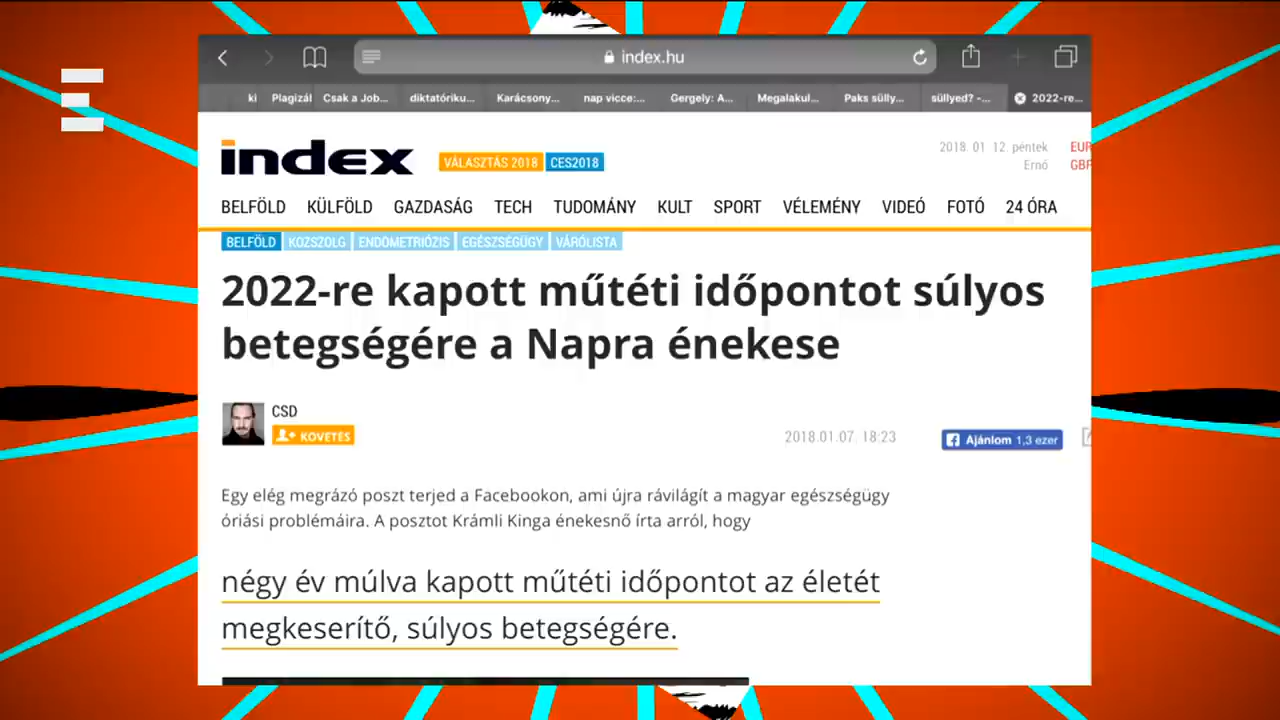 index.hu
ki Plagizál Csak a Job... diktatóriku... Karácsony... nap vicce:... Gergely: A... Megalakul... Paks sülly... süllyed? -... 2022-re...
index VÁLASZTÁS 2018 CES2018
2018. 01. 12. péntek EUR
Ernő GBP
BELFÖLD KÜLFÖLD GAZDASÁG TECH TUDOMÁNY KULT SPORT VÉLEMÉNY VIDEÓ FOTÓ 24 ÓRA
BELFÖLD KÖZSZOLG ENDOMETRIÓZIS EGÉSZSÉGÜGY VÁRÓLISTA
2022-re kapott műtéti időpontot súlyos
betegségére a Napra énekese
CSD
KÖVETÉS
2018.01.07. 18:23
Ajánlom 1,3 ezer
Egy elég megrázó poszt terjed a Facebookon, ami újra rávilágít a magyar egészségügy
óriási problémáira. A posztot Krámli Kinga énekesnő írta arról, hogy
négy év múlva kapott műtéti időpontot az életét
megkeserítő, súlyos betegségére.